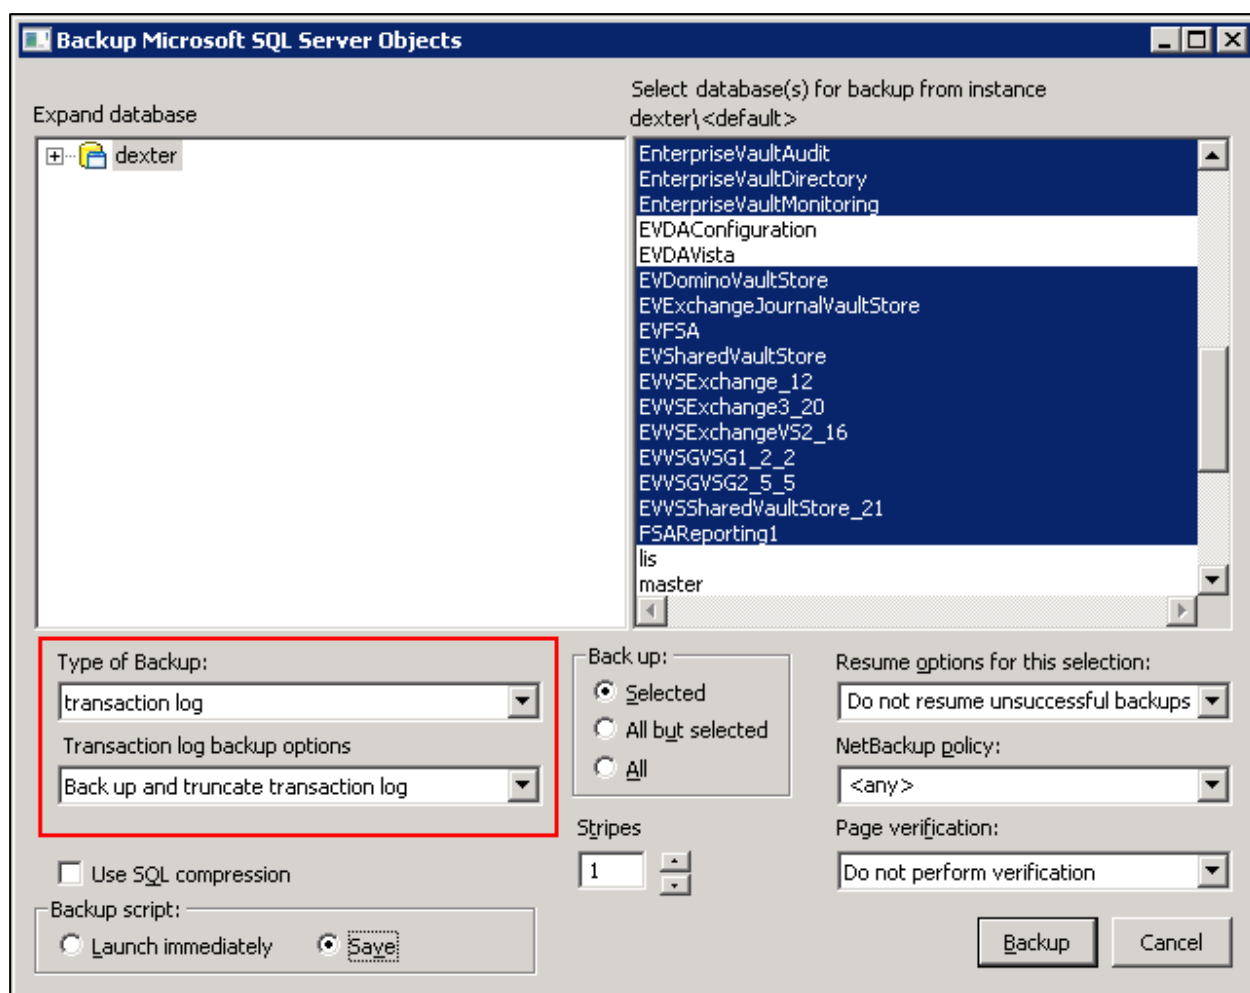 Backup Microsoft SQL Server Objects
Expand database
Select database(s) for backup from instance
dexter\<default>
dexter
EnterpriseVaultAudit
EnterpriseVaultDirectory
EnterpriseVaultMonitoring
EVDAConfiguration
EVDAVista
EVDominoVaultStore
EVExchangeJournalVaultStore
EVFSA
EVSharedVaultStore
EVVSExchange_12
EVVSExchange3_20
EVVSExchangeVS2_16
EVVSGVSG1_2_2
EVVSGVSG2_5_5
EVVSSharedVaultStore_21
FSAReporting1
lis
master
Type of Backup:
transaction log
Transaction log backup options
Back up and truncate transaction log
Back up:
Selected
All but selected
All
Resume options for this selection:
Do not resume unsuccessful backups
NetBackup policy:
<any>
Stripes
1
Page verification:
Do not perform verification
Use SQL compression
Backup script:
Launch immediately
Save
Backup
Cancel